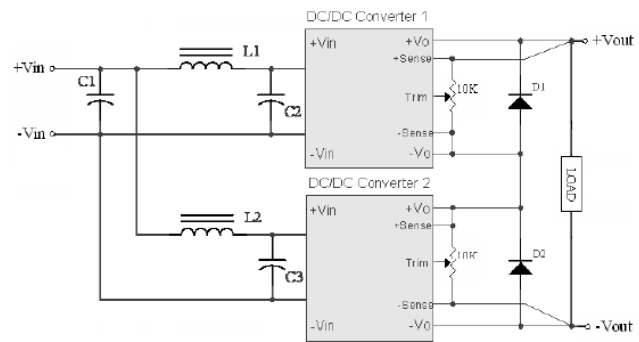 DC/DC Converter 1
+Vin
+Vo
+Vout
+Sense
L1
+Vin
C1
10K
D1
Trim
C2
-Sense
-Vin
-Vin
-Vo
LOAD
DC/DC Converter 2
+Vin
+Vo
L2
+Sense
10K
D2
Trim
C3
-Sense
-Vin
-Vo
-Vout